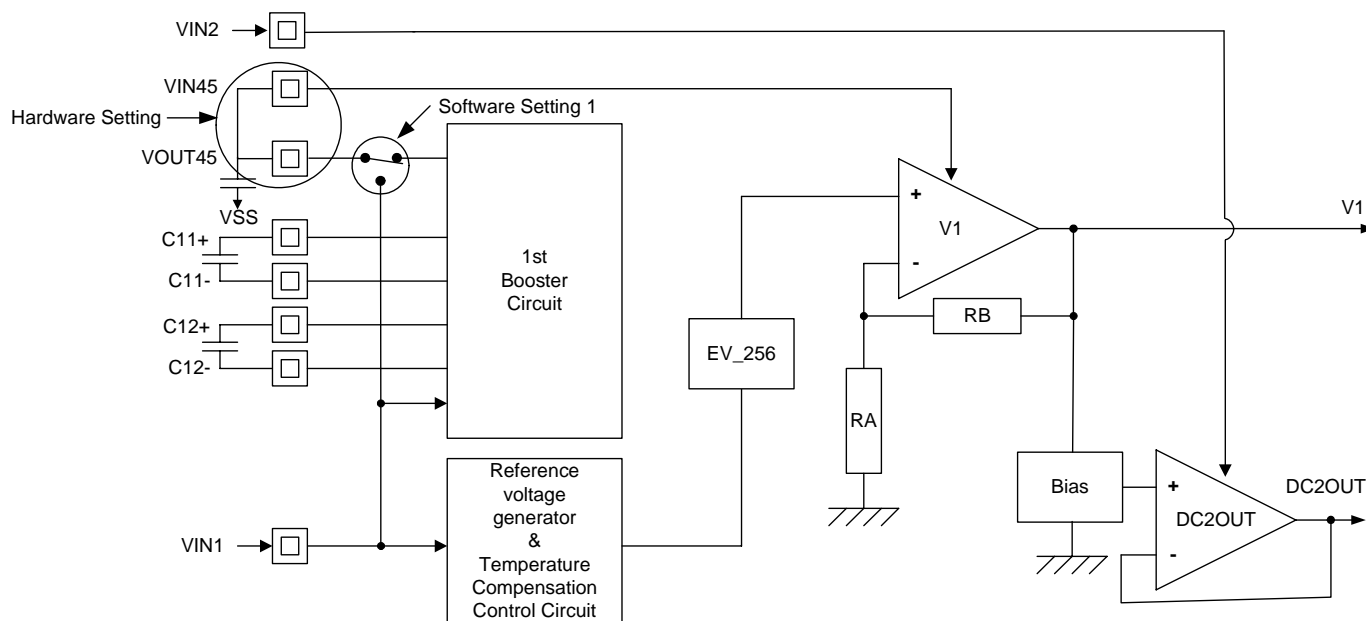 VIN2
VIN45
Hardware Setting
Software Setting 1
VOUT45
VSS
C11+
C11-
C12+
C12-
1st
Booster
Circuit
+
V1
-
V1
RB
EV_256
RA
Reference
voltage
generator
&
Temperature
Compensation
Control Circuit
VIN1
Bias
+
DC2OUT
-
DC2OUT